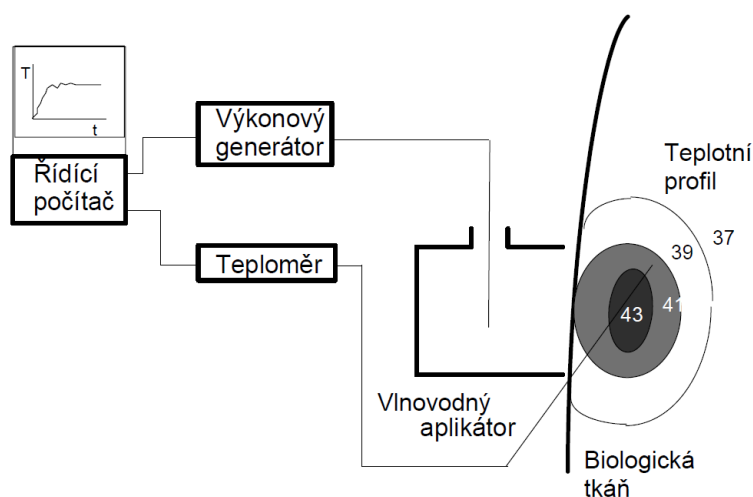 T
t
Řídící
počítač
Výkonový
generátor
Teploměr
Vlnovodný
aplikátor
Teplotní
profil
37
39
41
43
Biologická
tkáň